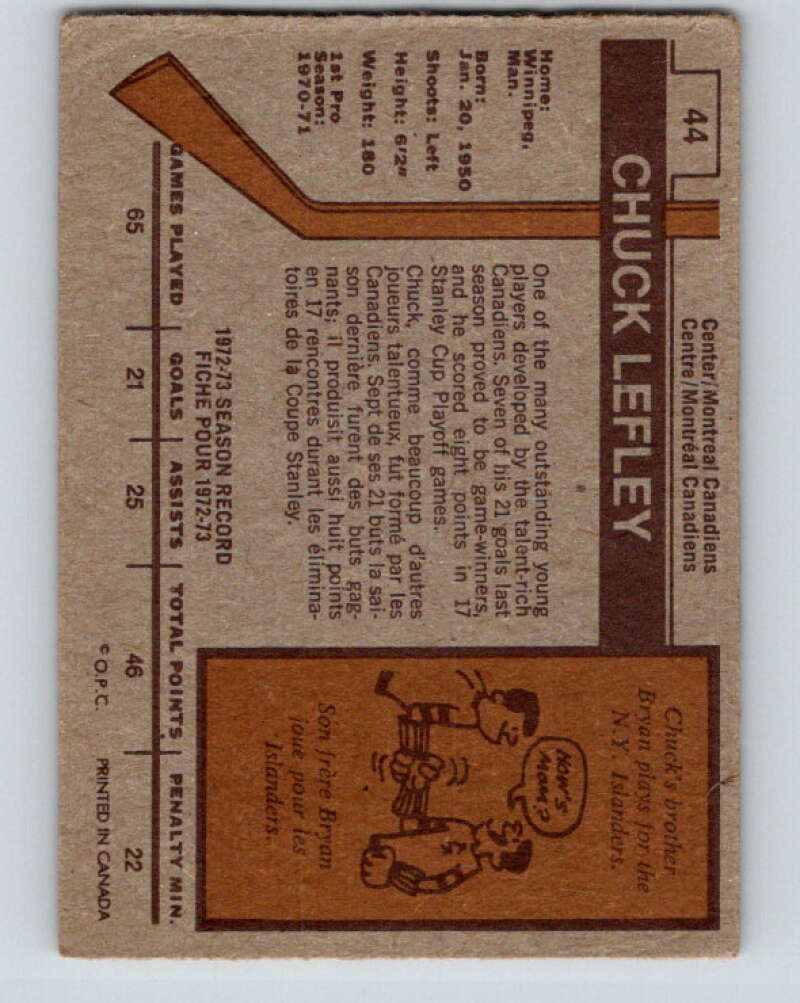 44
Center/Montreal Canadiens
Centre/Montréal Canadiens
CHUCK LEFLEY
Home:
Winnipeg,
Man.
Born:
Jan. 20, 1950
Shoots: Left
Height: 6'2"
Weight: 180
1st Pro
Season:
1970-71
One of the many outstanding young
players developed by the talent-rich
Canadiens. Seven of his 21 goals last
season proved to be game-winners,
and he scored eight points in 17
Stanley Cup Playoff games.
Chuck, comme beaucoup d'autres
joueurs talentueux, fut formé par les
Canadiens. Sept de ses 21 buts la sai-
son dernière furent des buts gag-
nants; il produisit aussi huit points
en 17 rencontres durant les élimina-
toires de la Coupe Stanley.
Chuck's brother
Bryan plays for the
N.Y. Islanders.
HOW'S
MOM?
Son frère Bryan
joue pour les
Islanders.
1972-73 SEASON RECORD
FICHE POUR 1972-73
GAMES PLAYED GOALS ASSISTS TOTAL POINTS PENALTY MIN.
65 21 25 46 22
© O.P.C. PRINTED IN CANADA